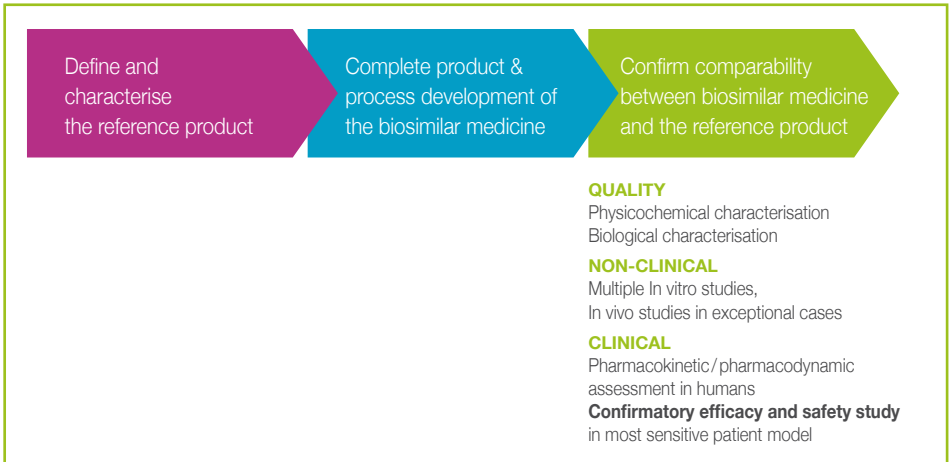 Define and
characterise
the reference product
Complete product &
process development of
the biosimilar medicine
Confirm comparability
between biosimilar medicine
and the reference product
QUALITY
Physicochemical characterisation
Biological characterisation
NON-CLINICAL
Multiple In vitro studies,
In vivo studies in exceptional cases
CLINICAL
Pharmacokinetic/pharmacodynamic
assessment in humans
Confirmatory efficacy and safety study
in most sensitive patient model